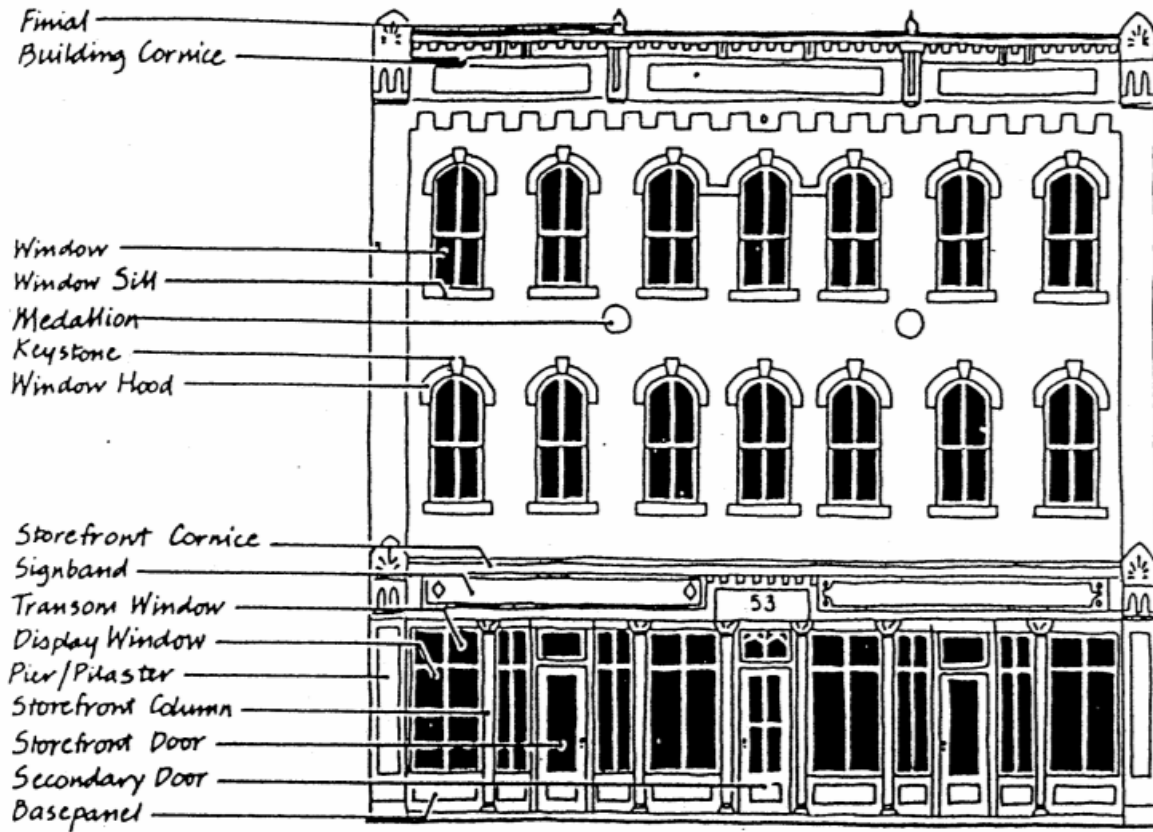 Finial
Building Cornice
Window
Window Sill
Medallion
Keystone
Window Hood
Storefront Cornice
Signband
Transom Window
53
Display Window
Pier/Pilaster
Storefront Column
Storefront Door
Secondary Door
Basepanel